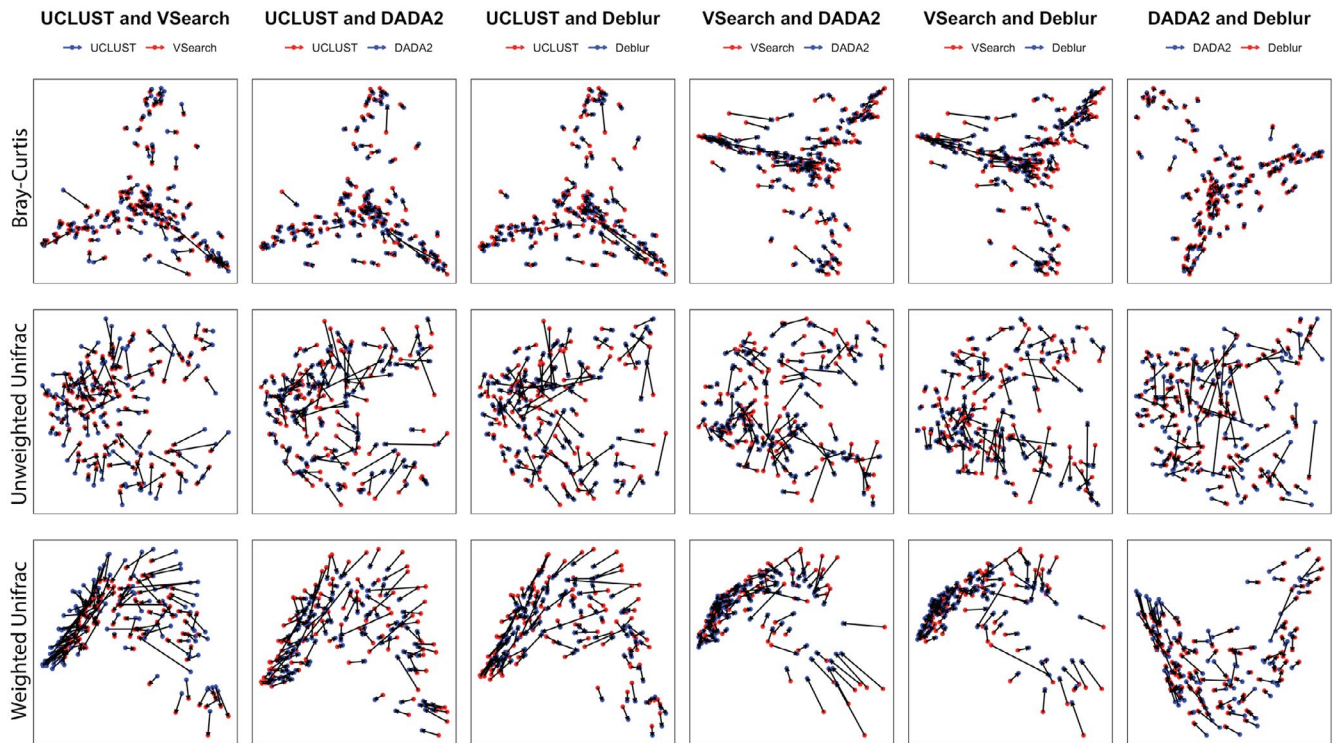 UCLUST and VSearch UCLUST and DADA2 UCLUST and Deblur VSearch and DADA2 VSearch and Deblur DADA2 and Deblur
UCLUST VSearch UCLUST DADA2 UCLUST Deblur VSearch DADA2 VSearch Deblur DADA2 Deblur
Bray-Curtis
Unweighted Unifrac
Weighted Unifrac